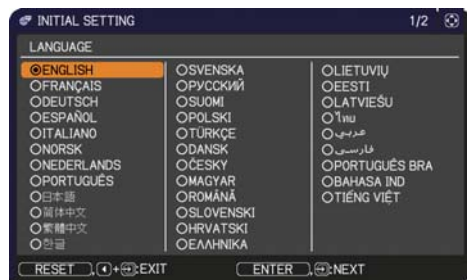 INITIAL SETTING 1/2
LANGUAGE
ENGLISH
FRANÇAIS
DEUTSCH
ESPAÑOL
ITALIANO
NORSK
NEDERLANDS
PORTUGUÊS
日本語
简体中文
繁體中文
한글
SVENSKA
РУССКИЙ
SUOMI
POLSKI
TÜRKÇE
DANSK
ČESKY
MAGYAR
ROMÂNĂ
SLOVENSKI
HRVATSKI
ΕΛΛΗΝΙΚΑ
LIETUVIŲ
EESTI
LATVIEŠU
ไทย
عربي
فارسی
PORTUGUÊS BRA
BAHASA IND
TIẾNG VIỆT
RESET , + :EXIT ENTER , :NEXT